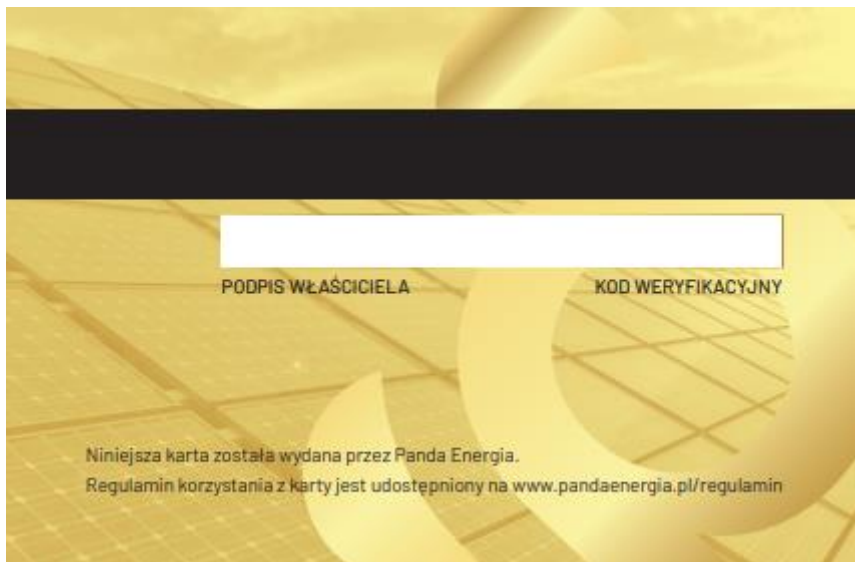 PODPIS WŁAŚCICIELA KOD WERYFIKACYJNY
Niniejsza karta została wydana przez Panda Energia.
Regulamin korzystania z karty jest udostępniony na www.pandaenergia.pl/regulamin